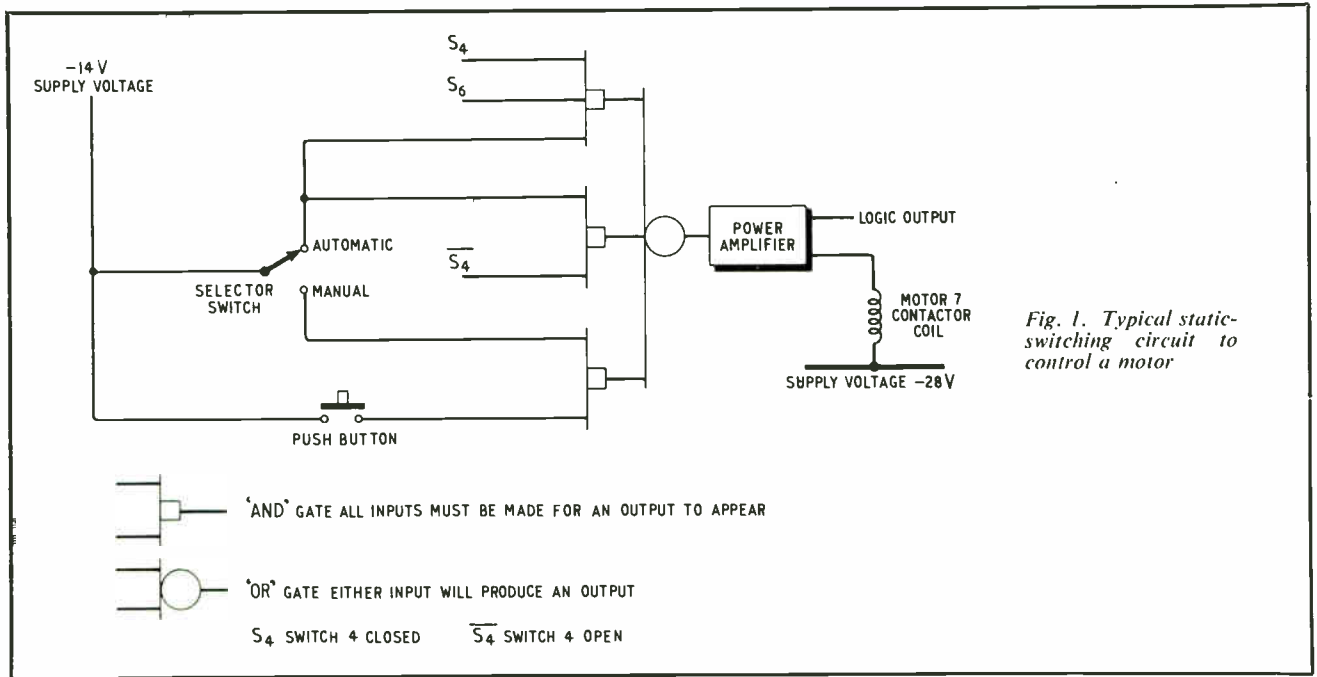 –14 V
SUPPLY VOLTAGE
S4
S6
AUTOMATIC
SELECTOR
SWITCH
MANUAL
S̅4̅
PUSH BUTTON
POWER
AMPLIFIER
LOGIC OUTPUT
MOTOR 7
CONTACTOR
COIL
SUPPLY VOLTAGE –28V
Fig. 1. Typical static-
switching circuit to
control a motor
'AND' GATE ALL INPUTS MUST BE MADE FOR AN OUTPUT TO APPEAR
'OR' GATE EITHER INPUT WILL PRODUCE AN OUTPUT
S4 SWITCH 4 CLOSED S̅4̅ SWITCH 4 OPEN